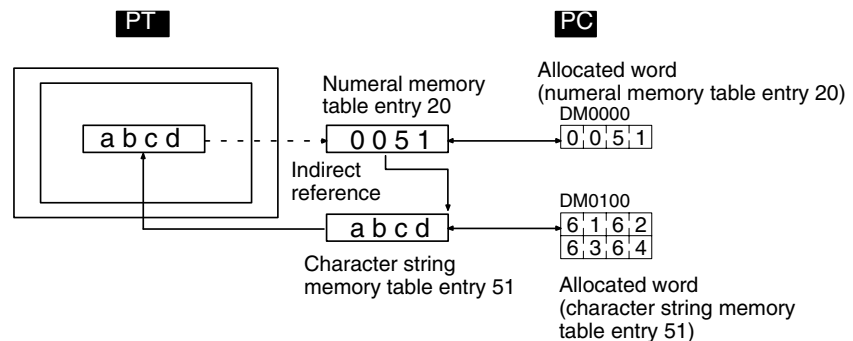 PT
PC
Numeral memory
table entry 20
Allocated word
(numeral memory table entry 20)
DM0000
a b c d
0 0 5 1
0 0 5 1
Indirect
reference
DM0100
a b c d
6 1 6 2
6 3 6 4
Character string
memory table entry 51
Allocated word
(character string memory
table entry 51)